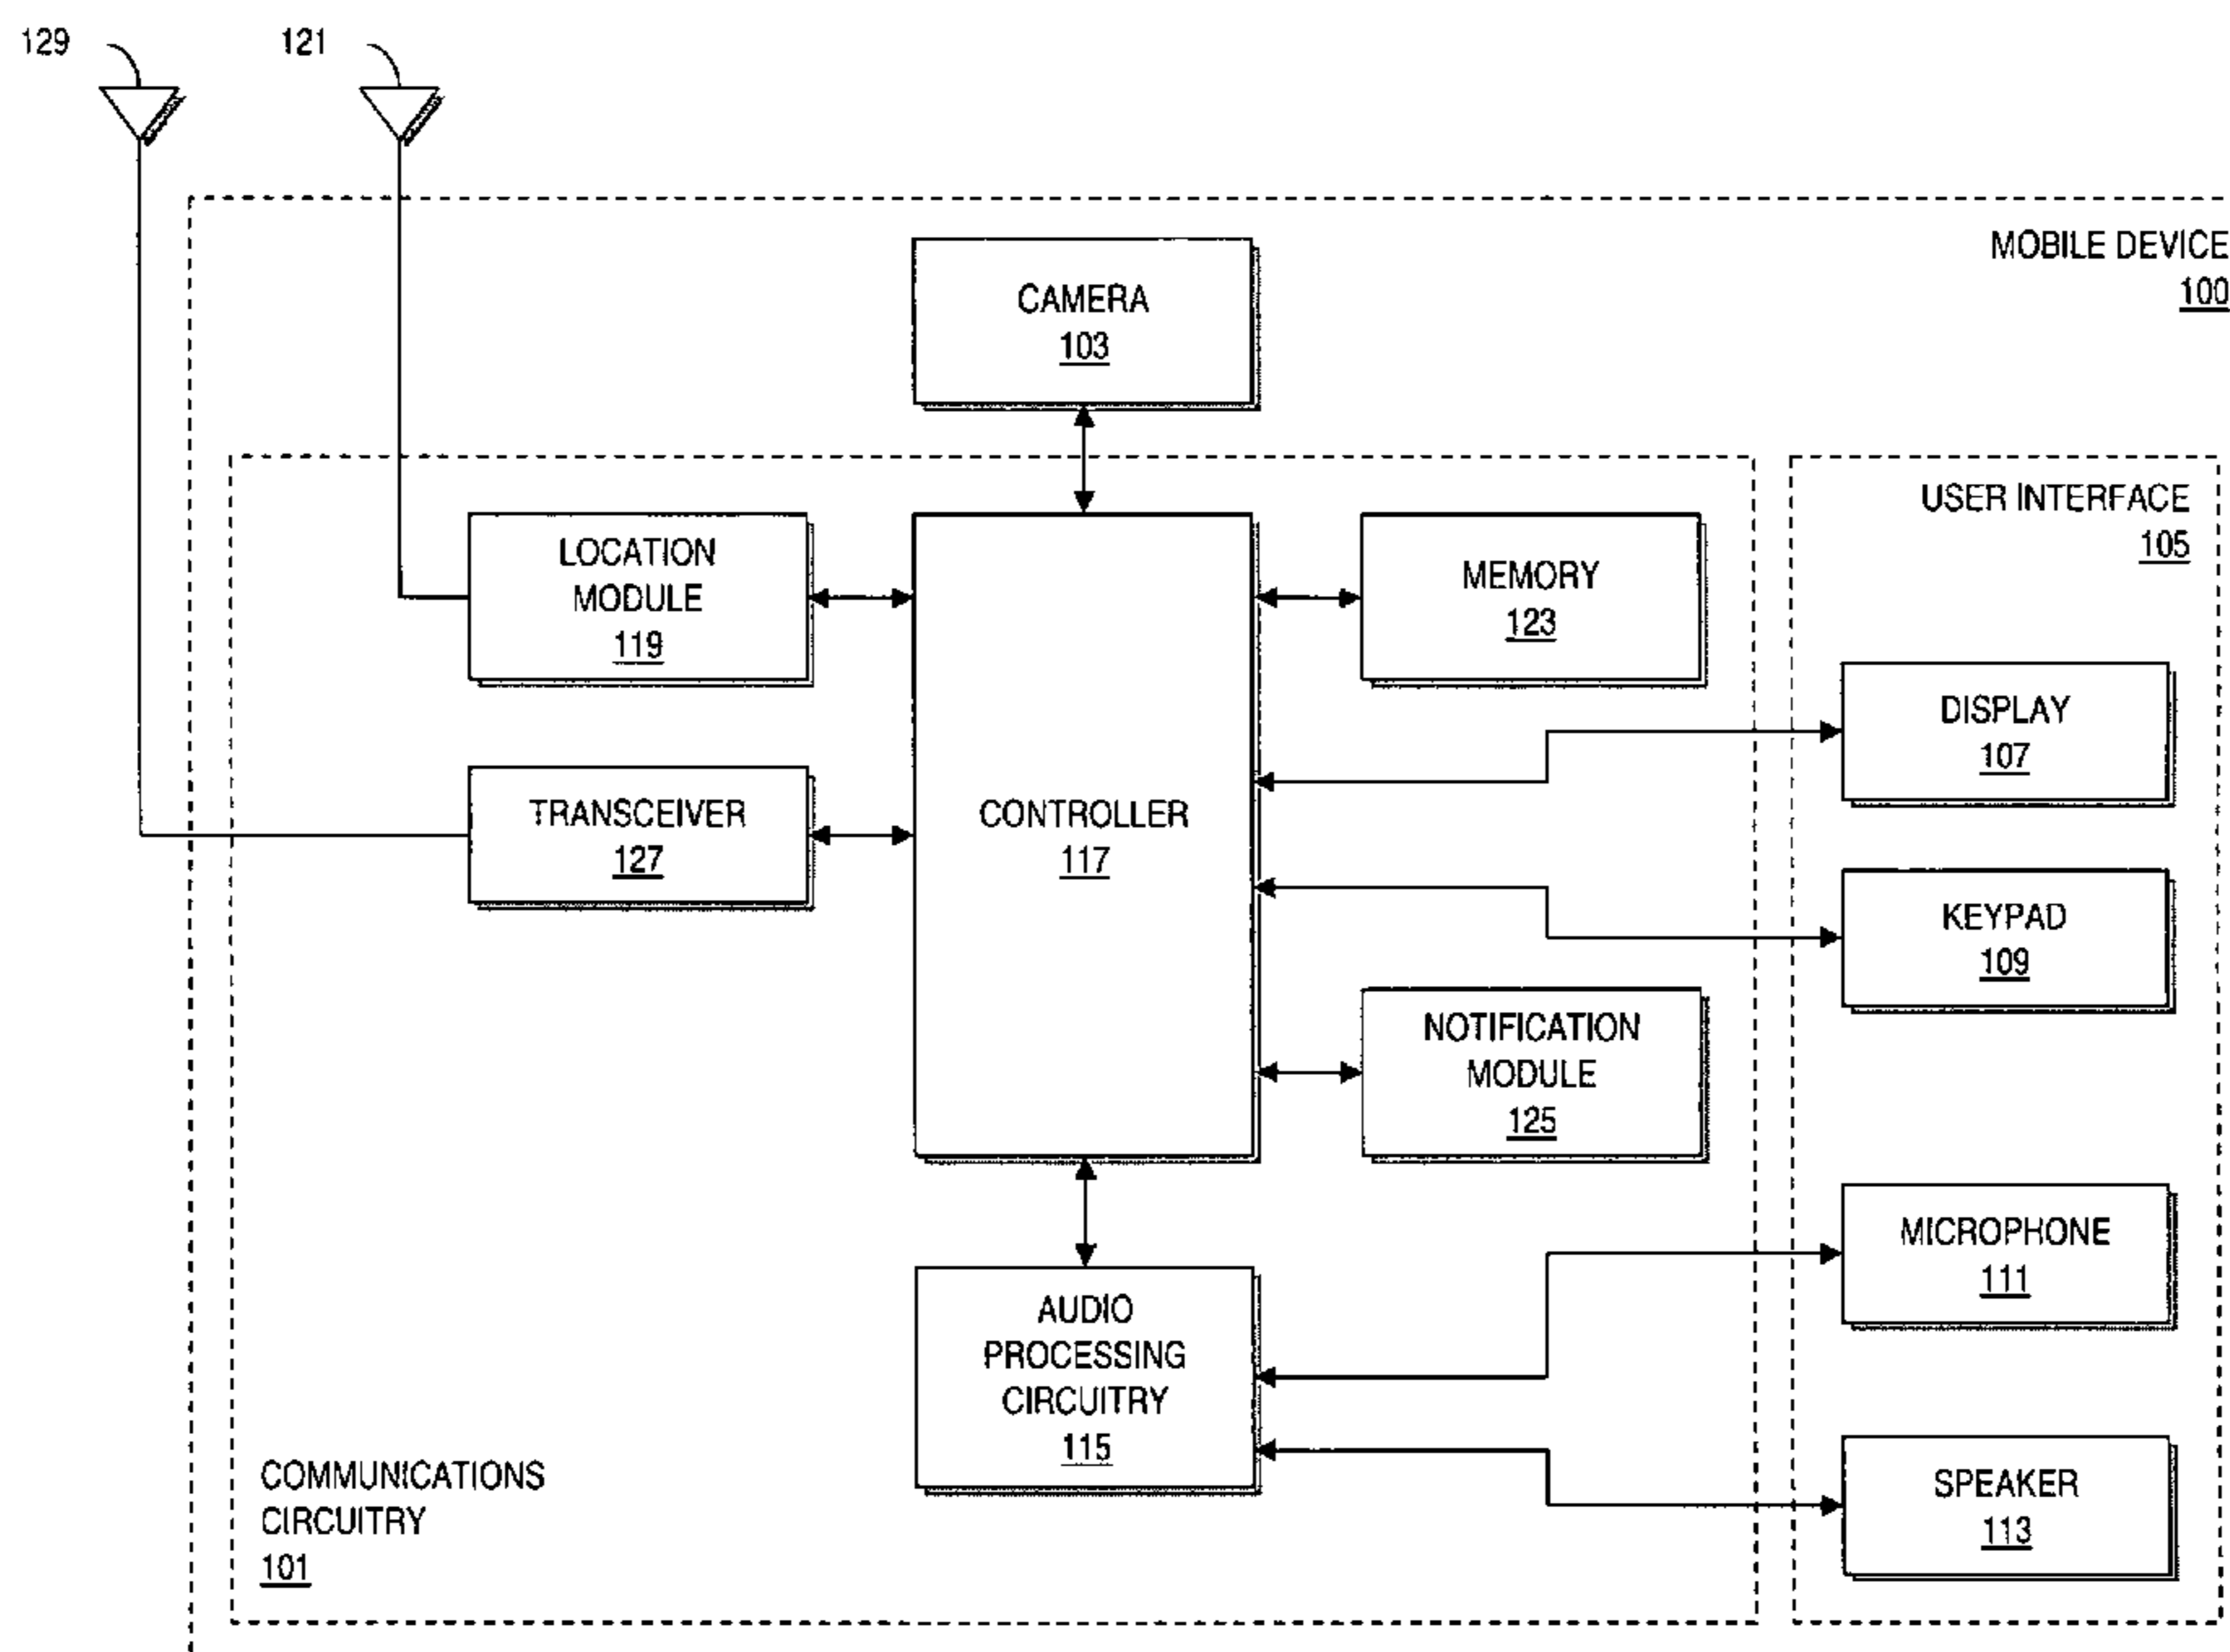 129
121
MOBILE DEVICE
100
CAMERA
103
USER INTERFACE
105
LOCATION
MODULE
119
MEMORY
123
DISPLAY
107
TRANSCEIVER
127
CONTROLLER
117
KEYPAD
109
NOTIFICATION
MODULE
125
MICROPHONE
111
AUDIO
PROCESSING
CIRCUITRY
115
SPEAKER
113
COMMUNICATIONS
CIRCUITRY
101